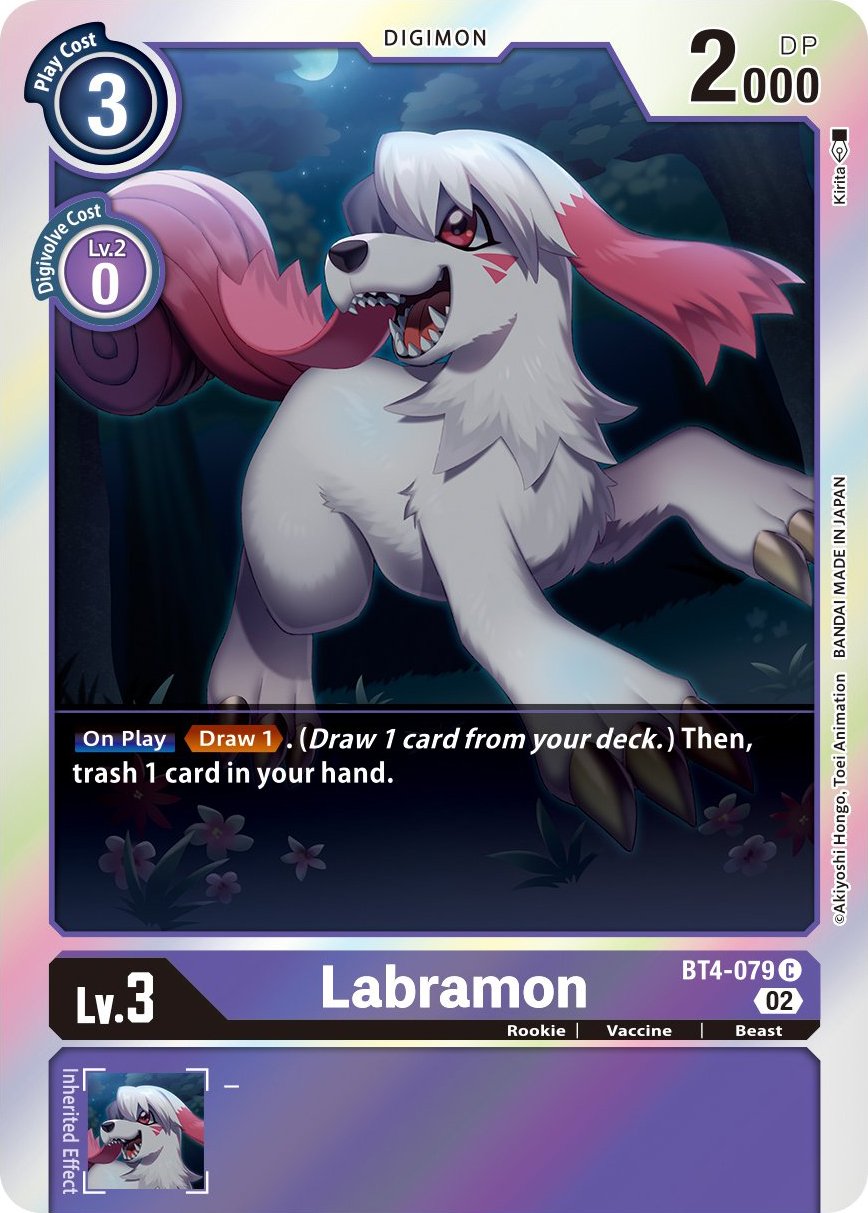 DIGIMON
Play Cost
3
DP
2000
Digivolve Cost
Lv.2
0
Kirita
BANDAI MADE IN JAPAN
©Akiyoshi Hongo, Toei Animation
On Play Draw 1. (Draw 1 card from your deck.) Then,
trash 1 card in your hand.
Lv.3
Labramon
BT4-079 C
02
Rookie | Vaccine | Beast
Inherited Effect
–